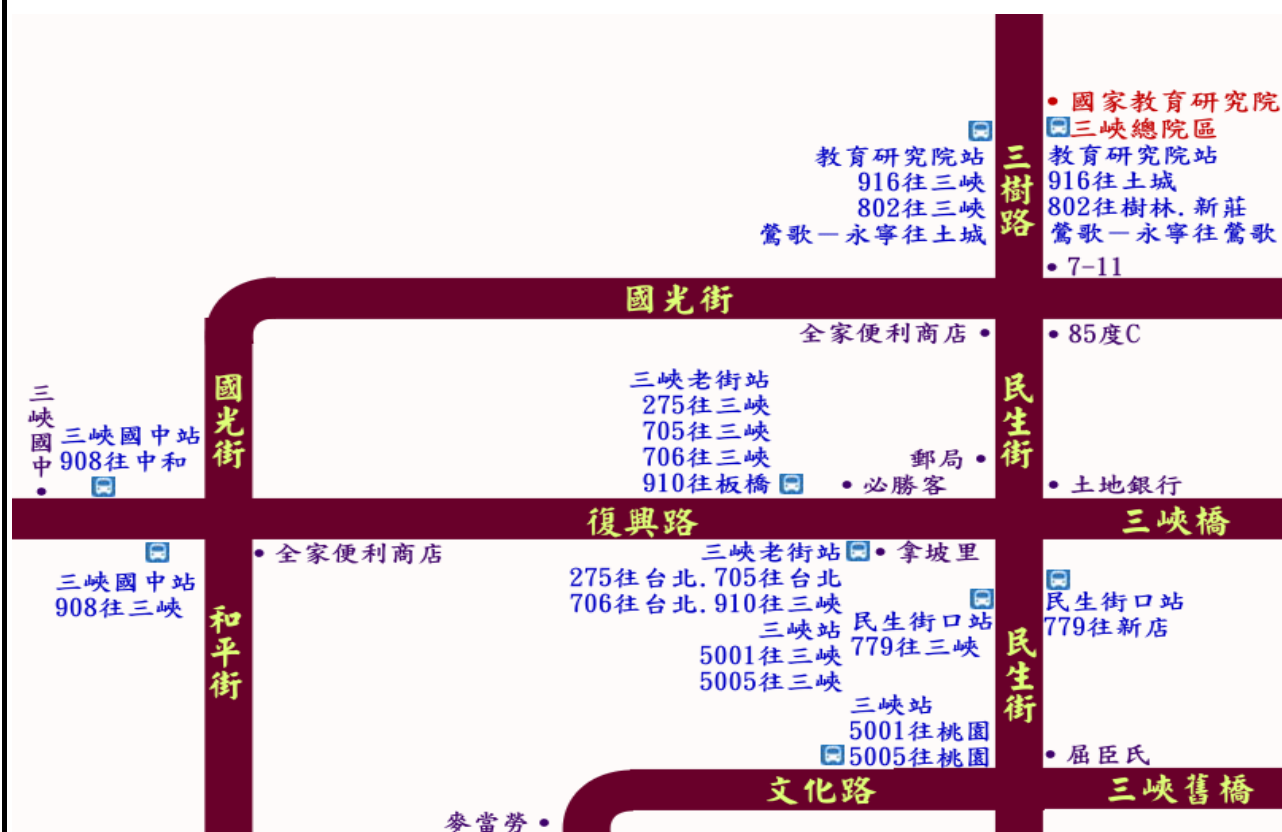 • 國家教育研究院
三峽總院區
教育研究院站
916往三峽
802往三峽
鶯歌－永寧往土城
三樹路
教育研究院站
916往土城
802往樹林.新莊
鶯歌－永寧往鶯歌
• 7-11
國光街
全家便利商店 •
• 85度C
三峽國中 •
三峽國中站
908往中和
國光街
三峽老街站
275往三峽
705往三峽
706往三峽
910往板橋
• 必勝客
郵局 •
民生街
• 土地銀行
復興路
三峽橋
三峽國中站
908往三峽
• 全家便利商店
和平街
三峽老街站
• 拿坡里
275往台北.705往台北
706往台北.910往三峽
三峽站
5001往三峽
5005往三峽
民生街口站
779往三峽
民生街
民生街口站
779往新店
三峽站
5001往桃園
5005往桃園
• 屈臣氏
文化路
三峽舊橋
麥當勞 •